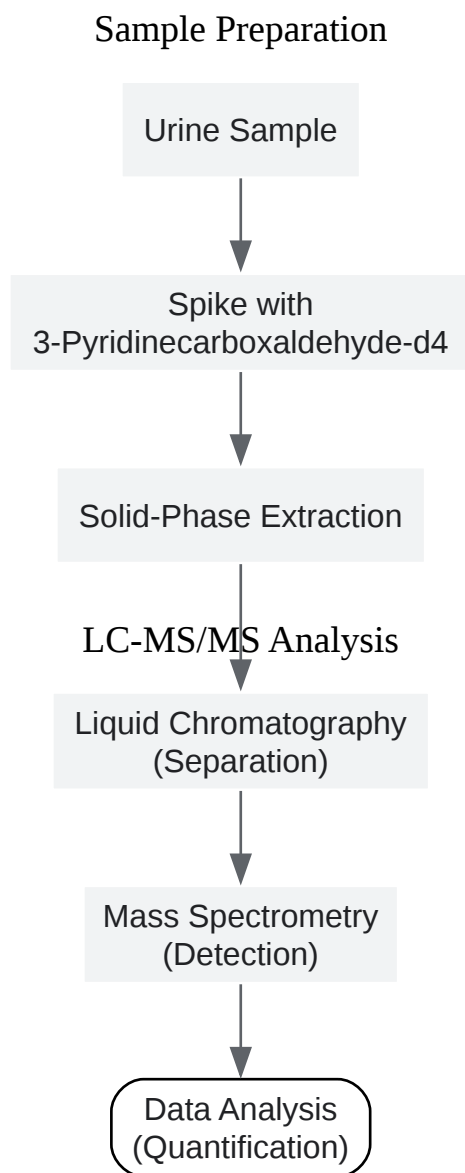 Sample Preparation
Urine Sample
Spike with
3-Pyridinecarboxaldehyde-d4
Solid-Phase Extraction
LC-MS/MS Analysis
Liquid Chromatography
(Separation)
Mass Spectrometry
(Detection)
Data Analysis
(Quantification)